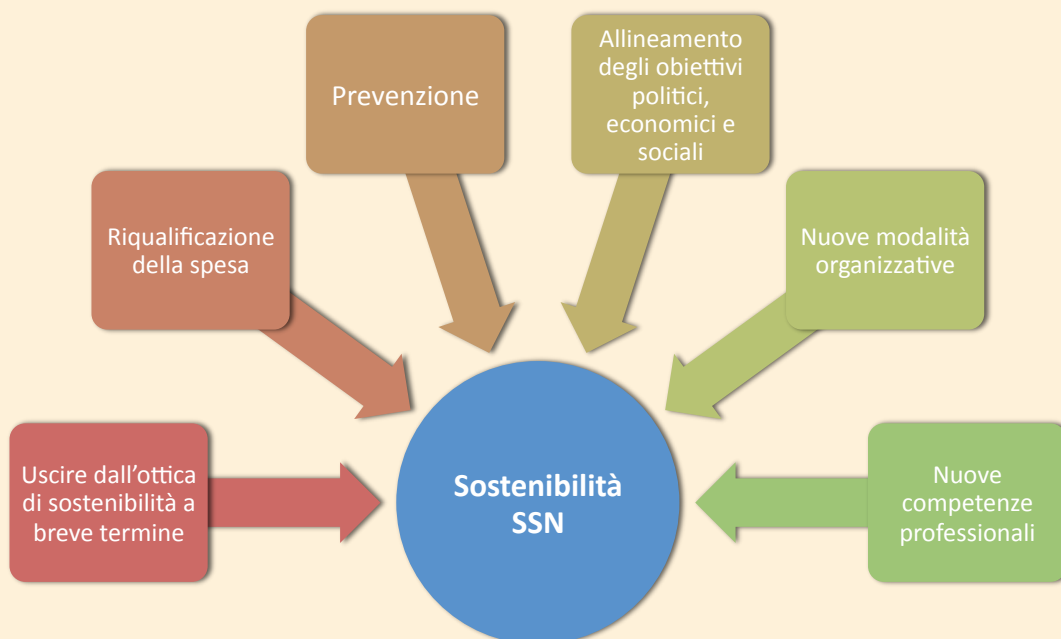 Uscire dall’ottica
di sostenibilità a
breve termine
Riqualificazione
della spesa
Prevenzione
Allineamento
degli obiettivi
politici,
economici e
sociali
Nuove modalità
organizzative
Nuove
competenze
professionali
Sostenibilità
SSN